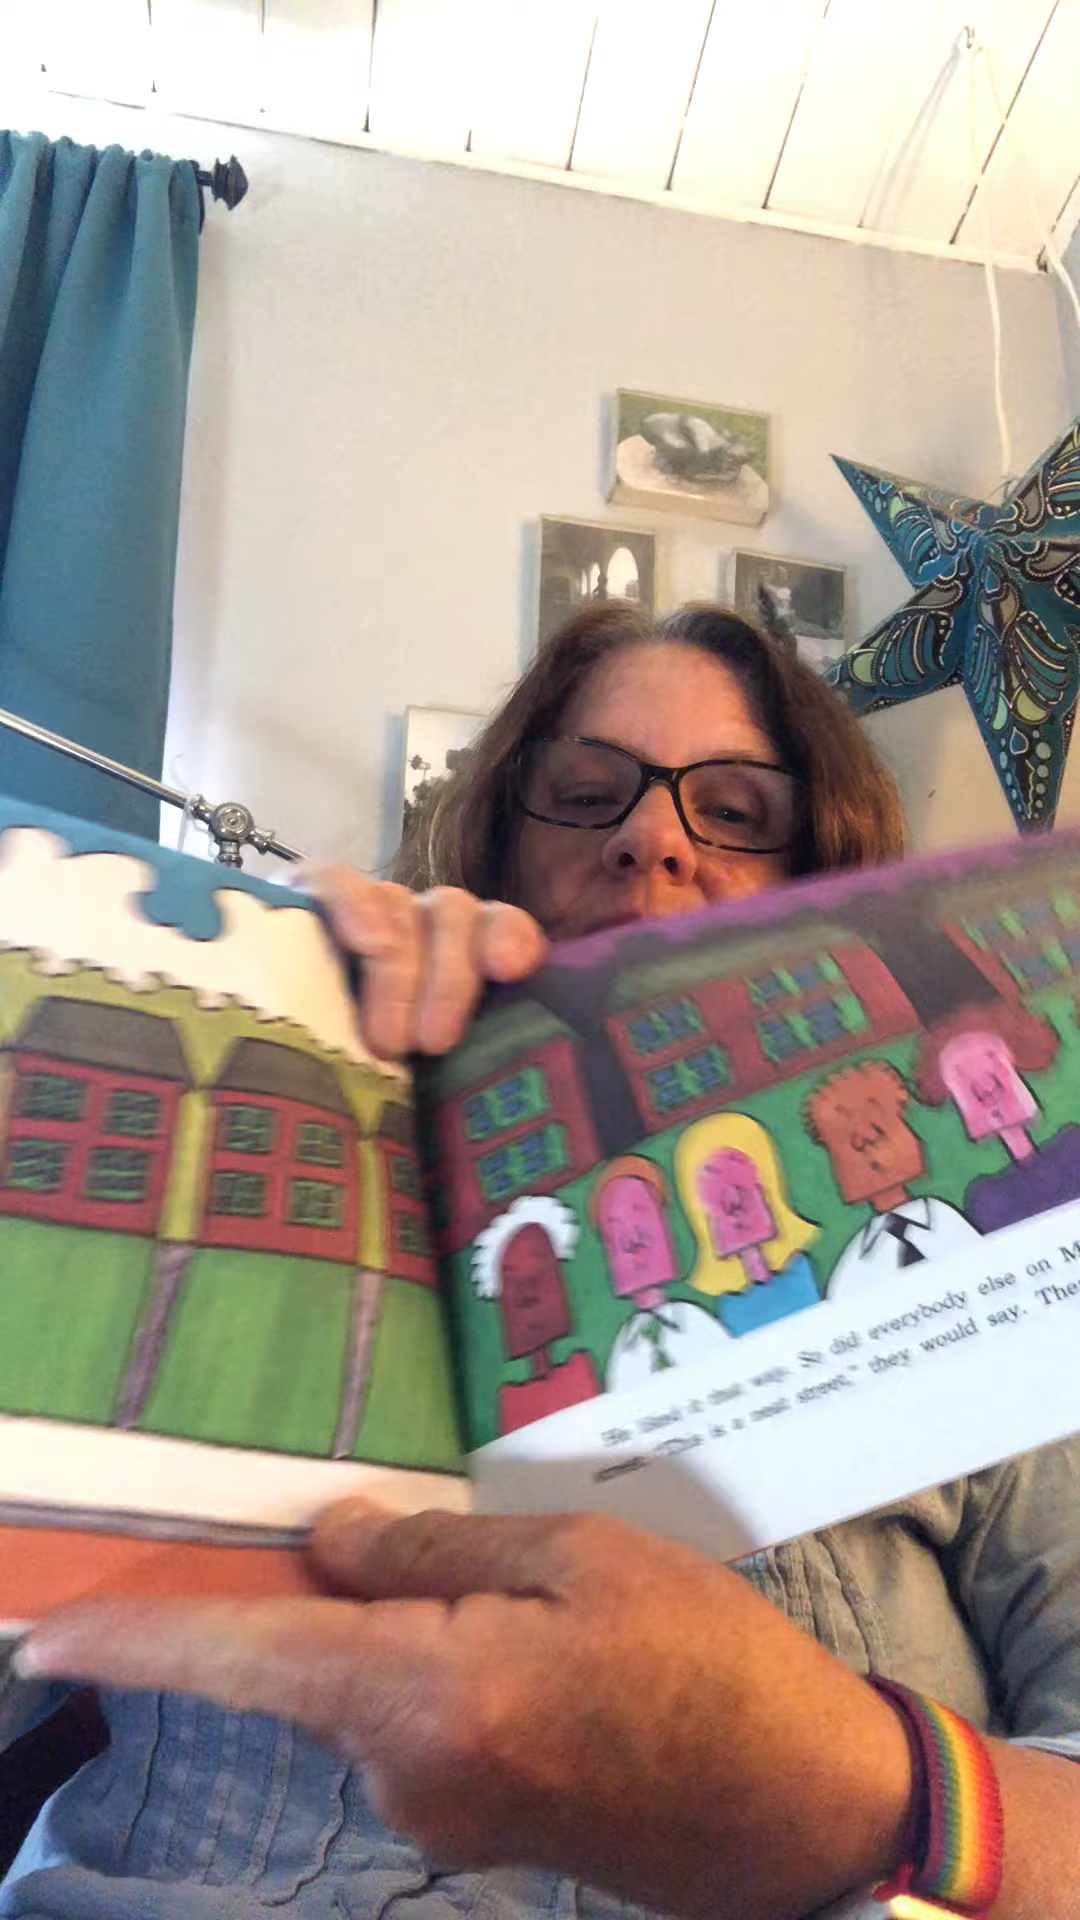 He liked it that way. So did everybody else on M
street. "This is a neat street," they would say. The